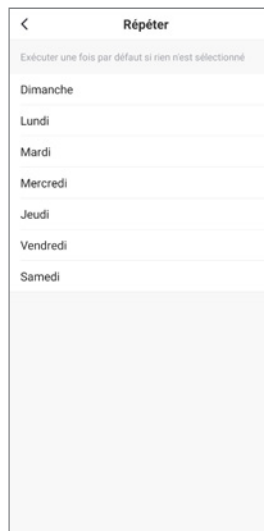 Répéter
Exécuter une fois par défaut si rien n'est sélectionné
Dimanche
Lundi
Mardi
Mercredi
Jeudi
Vendredi
Samedi